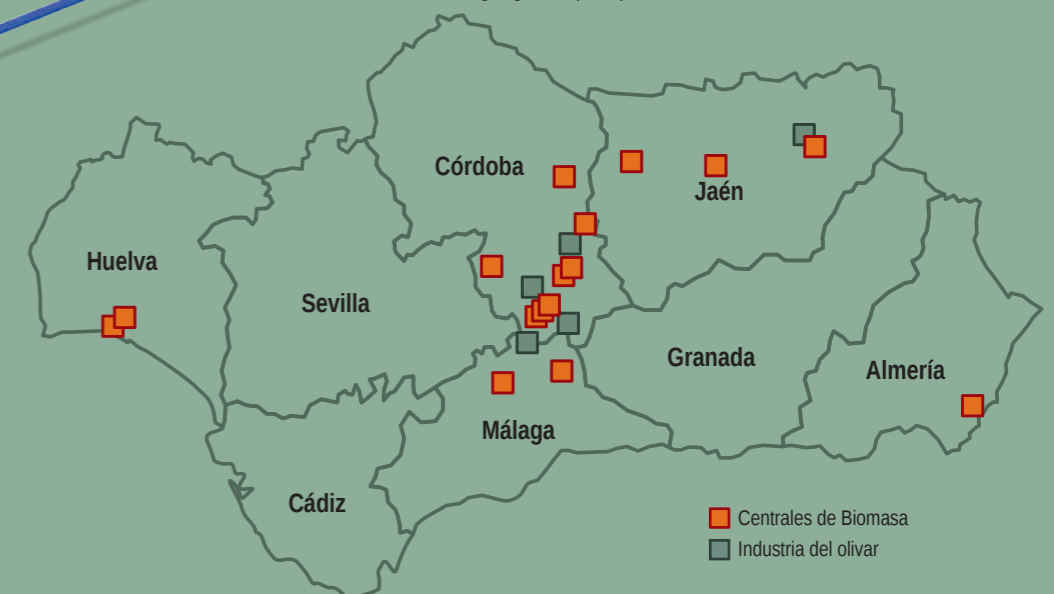 Córdoba
Jaén
Huelva
Sevilla
Granada
Almería
Málaga
Cádiz
Centrales de Biomasa
Industria del olivar